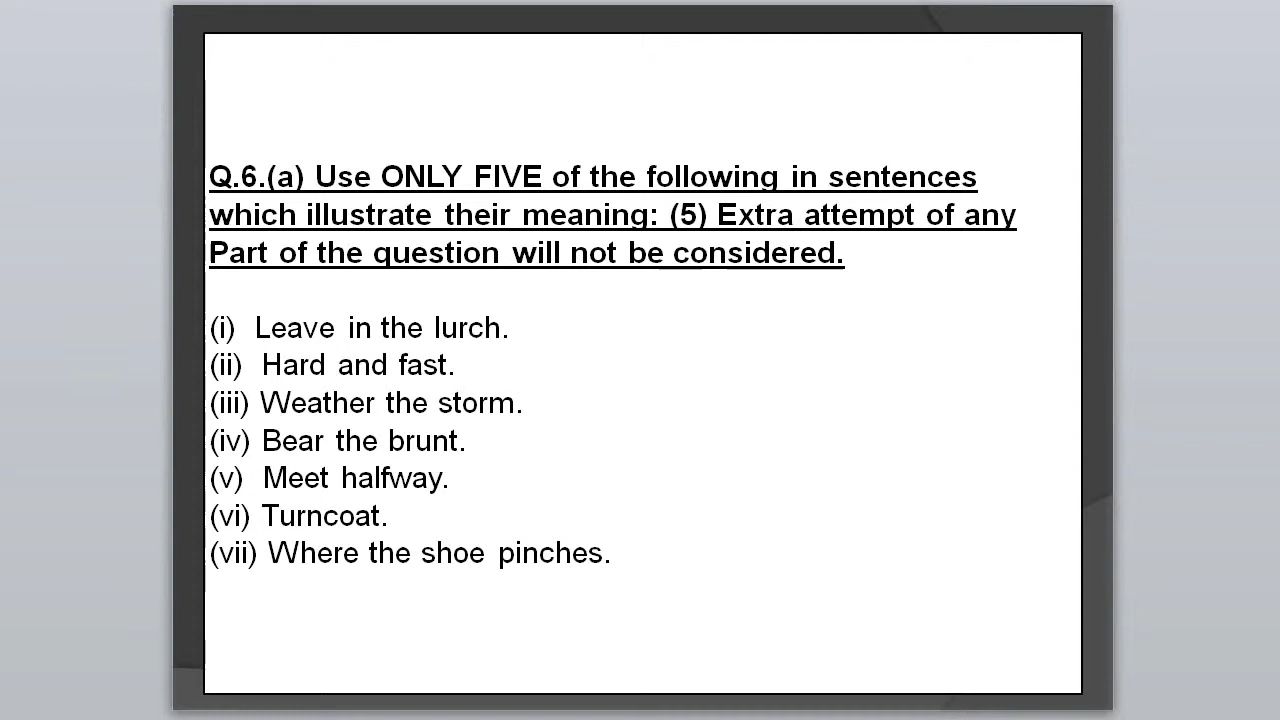 Q.6.(a) Use ONLY FIVE of the following in sentences
which illustrate their meaning: (5) Extra attempt of any
Part of the question will not be considered.
(i) Leave in the lurch.
(ii) Hard and fast.
(iii) Weather the storm.
(iv) Bear the brunt.
(v) Meet halfway.
(vi) Turncoat.
(vii) Where the shoe pinches.